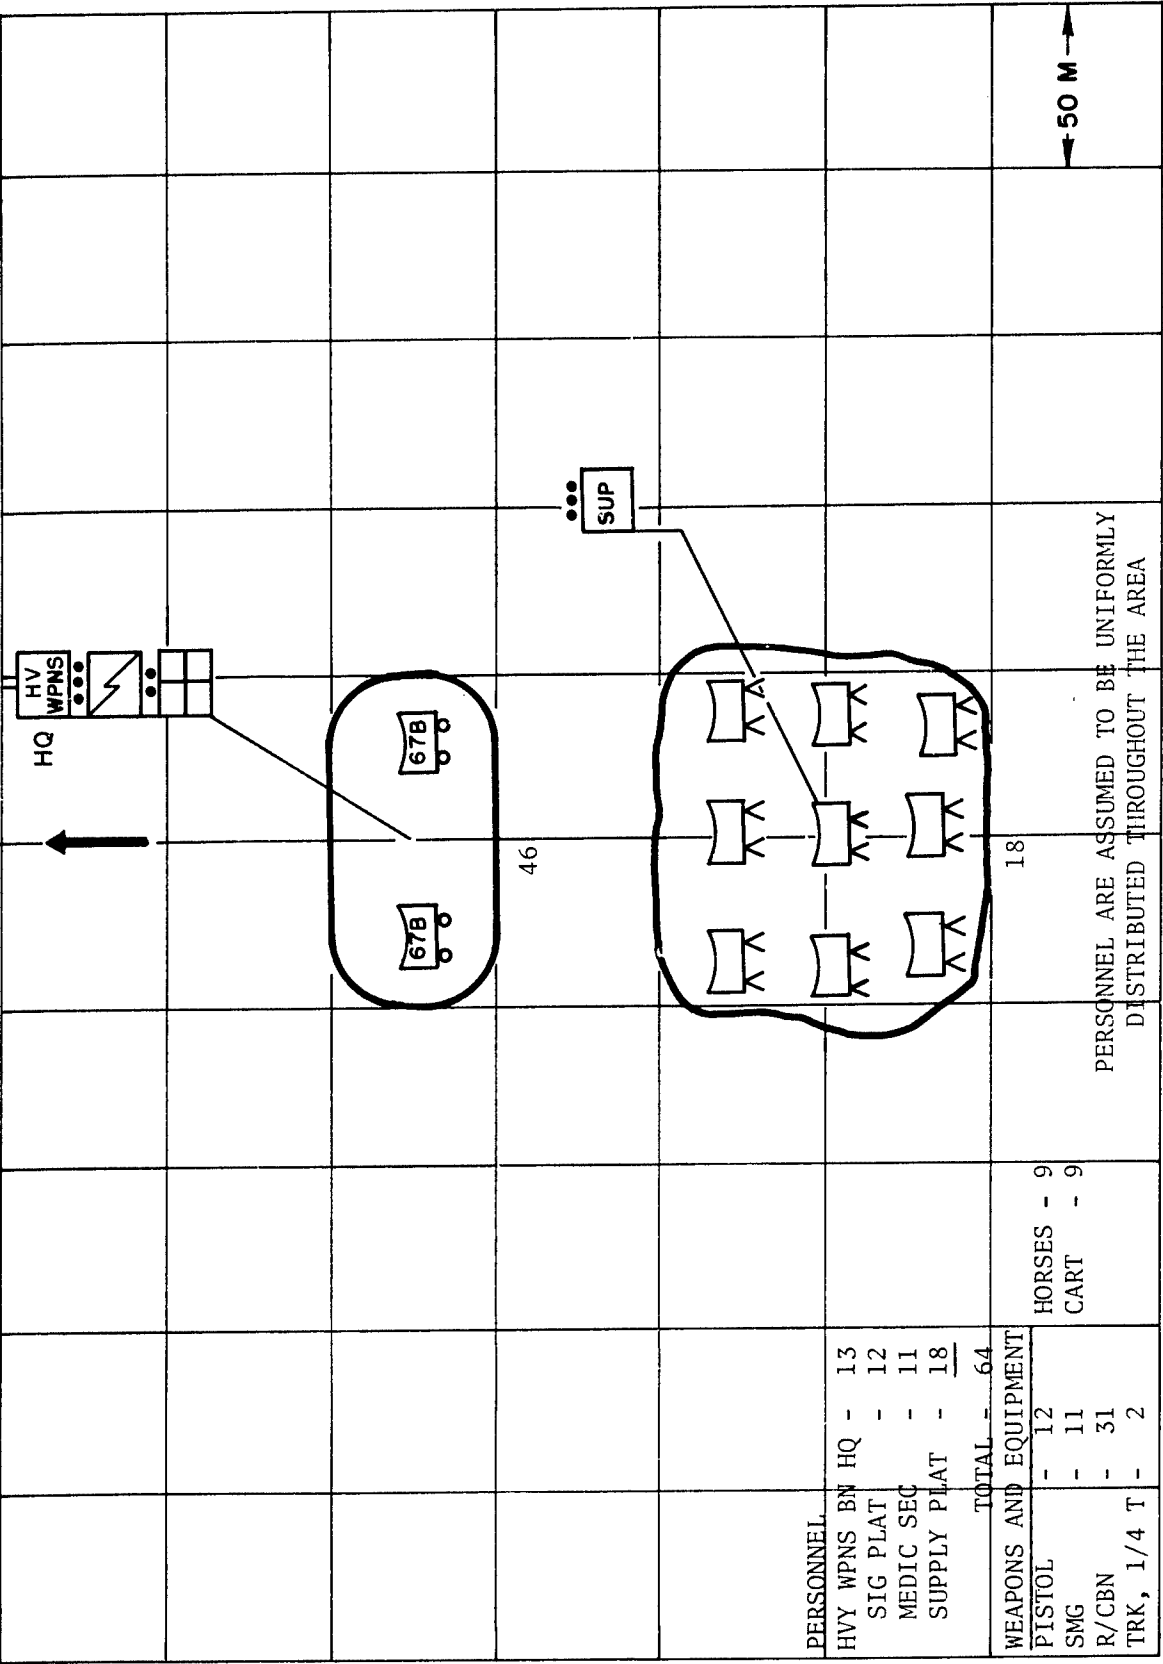 HQ
HV
WPNS
67B
67B
46
SUP
18
50 M
PERSONNEL ARE ASSUMED TO BE UNIFORMLY
DISTRIBUTED THROUGHOUT THE AREA
PERSONNEL
HVY WPNS BN HQ - 13
SIG PLAT - 12
MEDIC SEC - 11
SUPPLY PLAT - 18
TOTAL - 64
WEAPONS AND EQUIPMENT
PISTOL - 12
SMG - 11
R/CBN - 31
TRK, 1/4 T - 2
HORSES - 9
CART - 9